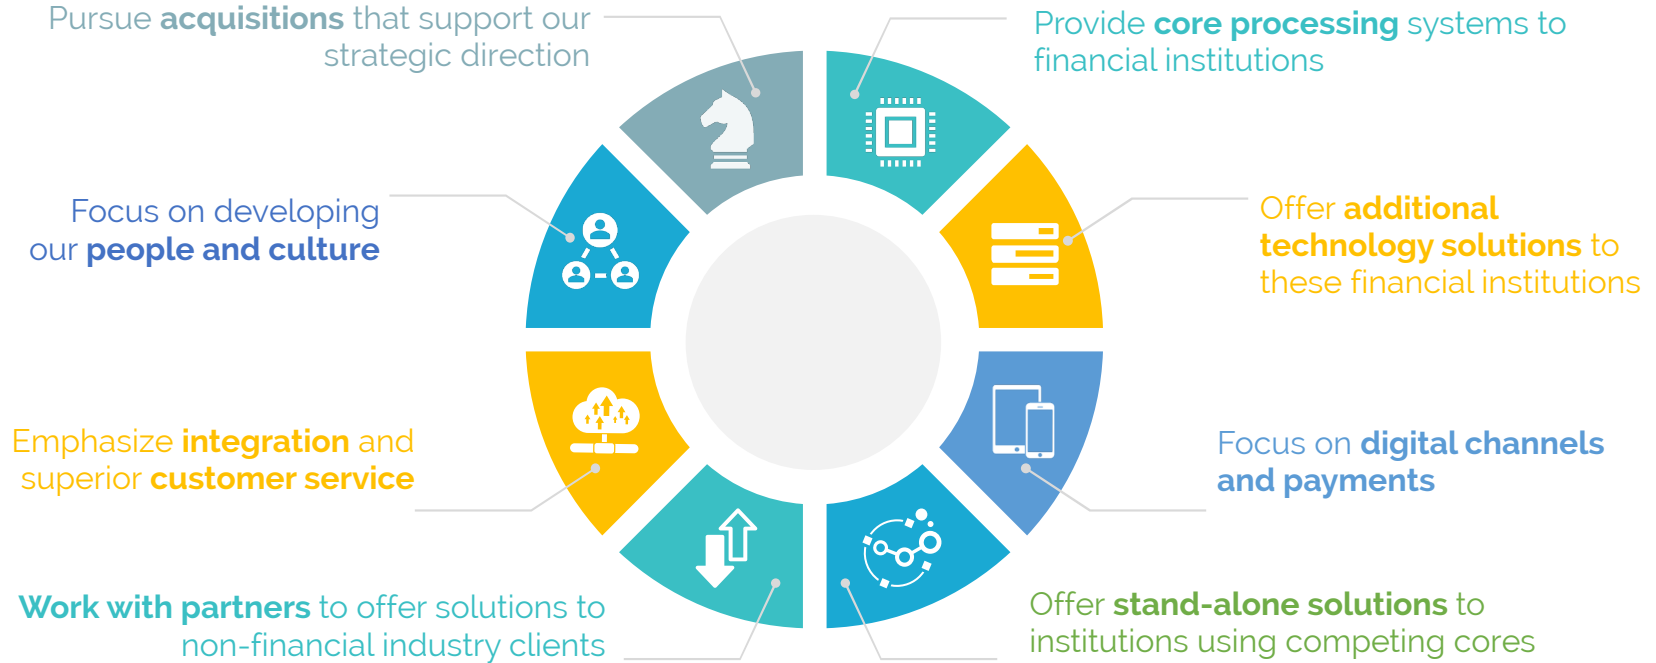 Pursue acquisitions that support our
strategic direction
Provide core processing systems to
financial institutions
Focus on developing
our people and culture
Offer additional
technology solutions to
these financial institutions
Emphasize integration and
superior customer service
Focus on digital channels
and payments
Work with partners to offer solutions to
non-financial industry clients
Offer stand-alone solutions to
institutions using competing cores